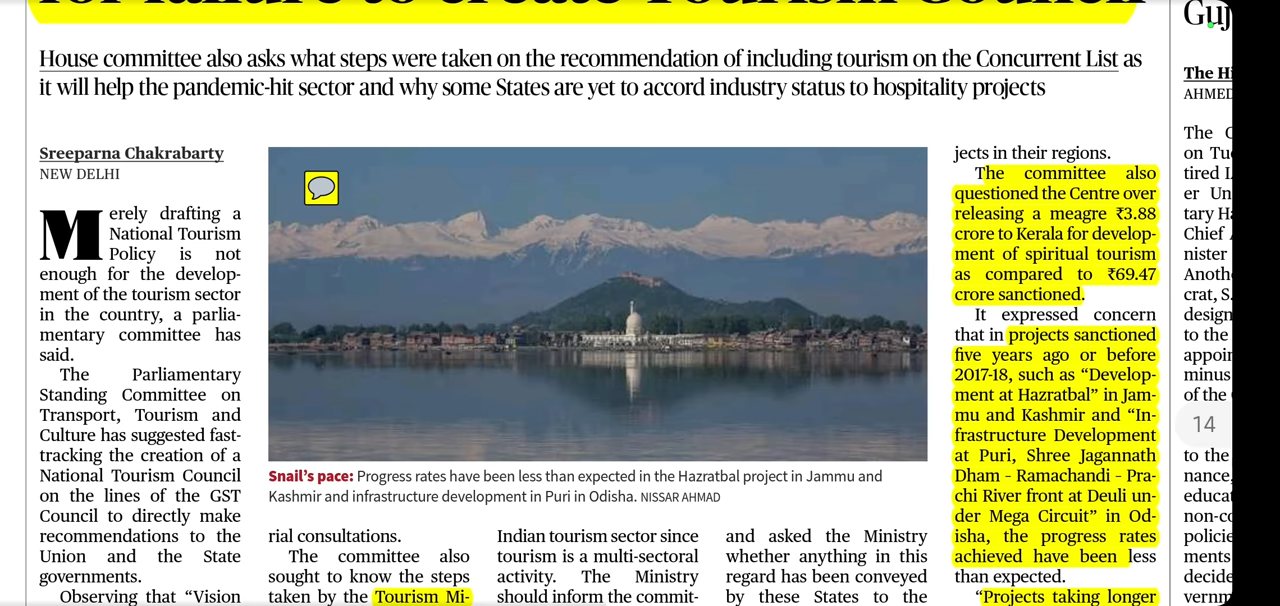 for failure to create Tourism Council
House committee also asks what steps were taken on the recommendation of including tourism on the Concurrent List as
it will help the pandemic-hit sector and why some States are yet to accord industry status to hospitality projects
Sreeparna Chakrabarty
NEW DELHI
Merely drafting a
National Tourism
Policy is not
enough for the develop-
ment of the tourism sector
in the country, a parlia-
mentary committee has
said.
The Parliamentary
Standing Committee on
Transport, Tourism and
Culture has suggested fast-
tracking the creation of a
National Tourism Council
on the lines of the GST
Council to directly make
recommendations to the
Union and the State
governments.
Observing that “Vision
Snail’s pace: Progress rates have been less than expected in the Hazratbal project in Jammu and
Kashmir and infrastructure development in Puri in Odisha. NISSAR AHMAD
rial consultations.
The committee also
sought to know the steps
taken by the Tourism Mi-
Indian tourism sector since
tourism is a multi-sectoral
activity. The Ministry
should inform the commit-
and asked the Ministry
whether anything in this
regard has been conveyed
by these States to the
jects in their regions.
The committee also
questioned the Centre over
releasing a meagre ₹3.88
crore to Kerala for develop-
ment of spiritual tourism
as compared to ₹69.47
crore sanctioned.
It expressed concern
that in projects sanctioned
five years ago or before
2017-18, such as “Develop-
ment at Hazratbal” in Jam-
mu and Kashmir and “In-
frastructure Development
at Puri, Shree Jagannath
Dham - Ramachandi - Pra-
chi River front at Deuli un-
der Mega Circuit” in Od-
isha, the progress rates
achieved have been less
than expected.
“Projects taking longer
Guj
The Hi
AHMED
The
on Tu
tired
er Un
tary Ha
Chief
nister
Anoth
crat, S.
design
to the
appoin
minus
of the
14
to the
nance,
educat
non-co
policie
ments
decide
vernm